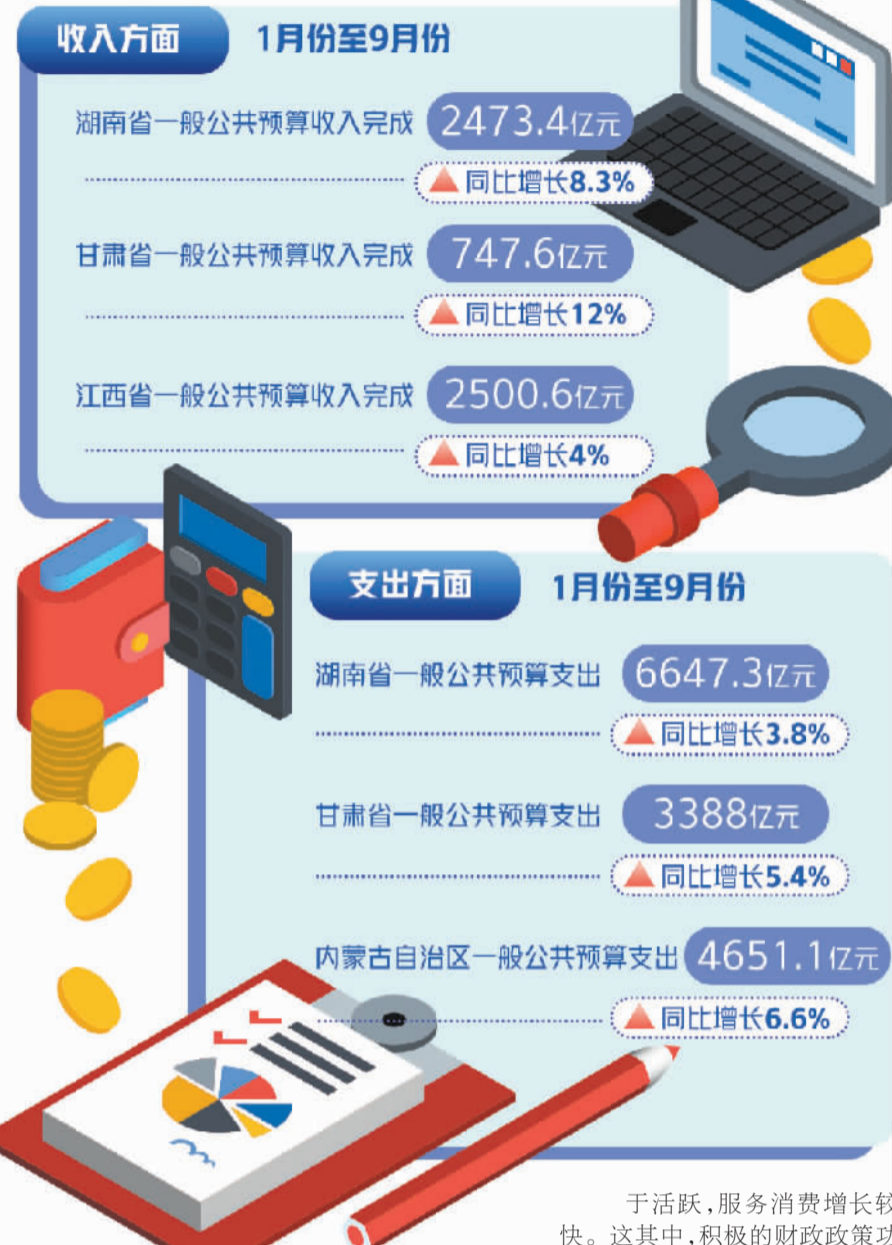 收入方面 1月份至9月份
湖南省一般公共预算收入完成 2473.4亿元
同比增长8.3%
甘肃省一般公共预算收入完成 747.6亿元
同比增长12%
江西省一般公共预算收入完成 2500.6亿元
同比增长4%
支出方面 1月份至9月份
湖南省一般公共预算支出 6647.3亿元
同比增长3.8%
甘肃省一般公共预算支出 3388亿元
同比增长5.4%
内蒙古自治区一般公共预算支出 4651.1亿元
同比增长6.6%
于活跃，服务消费增长较
快。这其中，积极的财政政策功